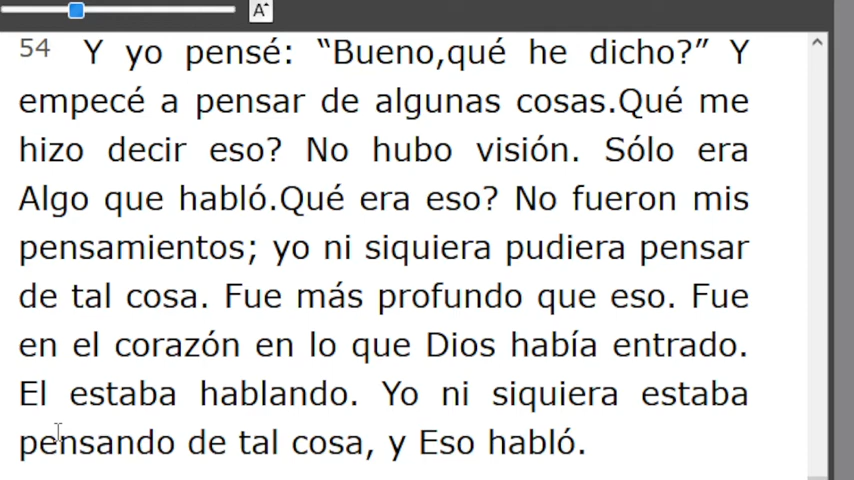 A
54 Y yo pensé: “Bueno,qué he dicho?” Y
empecé a pensar de algunas cosas.Qué me
hizo decir eso? No hubo visión. Sólo era
Algo que habló.Qué era eso? No fueron mis
pensamientos; yo ni siquiera pudiera pensar
de tal cosa. Fue más profundo que eso. Fue
en el corazón en lo que Dios había entrado.
El estaba hablando. Yo ni siquiera estaba
pensando de tal cosa, y Eso habló.